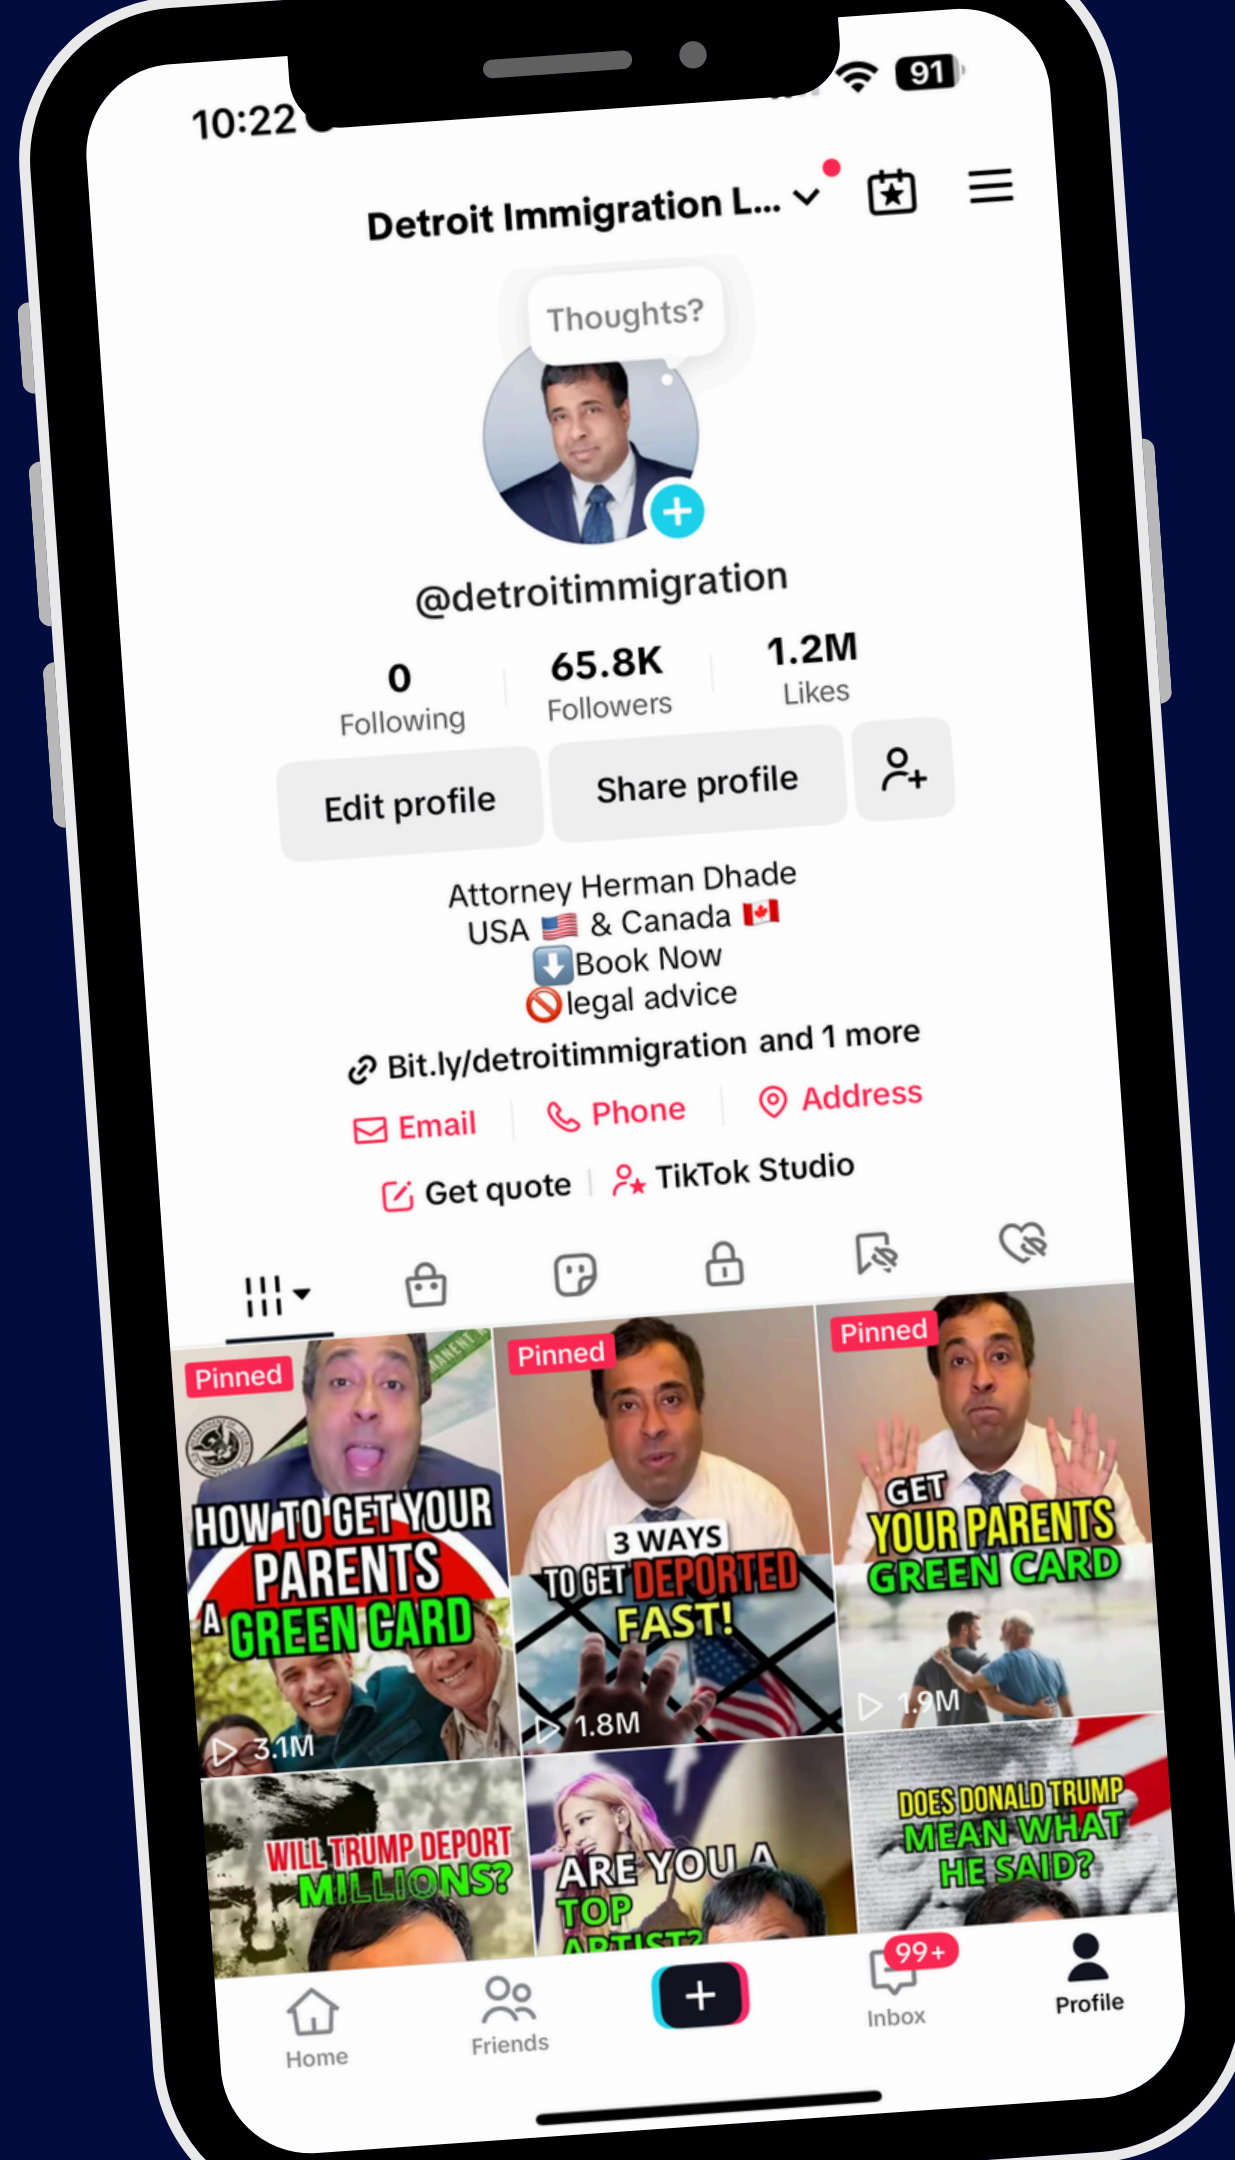 10:22
91
Detroit Immigration L...
Thoughts?
@detroitimmigration
0
Following
65.8K
Followers
1.2M
Likes
Edit profile
Share profile
Attorney Herman Dhade
USA 🇺🇸 & Canada 🇨🇦
⬇️Book Now
🚫legal advice
Bit.ly/detroitimmigration and 1 more
Email
Phone
Address
Get quote
TikTok Studio
Pinned
HOW TO GET YOUR
PARENTS
A GREEN CARD
3.1M
Pinned
3 WAYS
TO GET DEPORTED
FAST!
1.8M
Pinned
GET
YOUR PARENTS
GREEN CARD
1.9M
WILL TRUMP DEPORT
MILLIONS?
ARE YOU A
TOP
ARTIST?
DOES DONALD TRUMP
MEAN WHAT
HE SAID?
Home
Friends
99+
Inbox
Profile